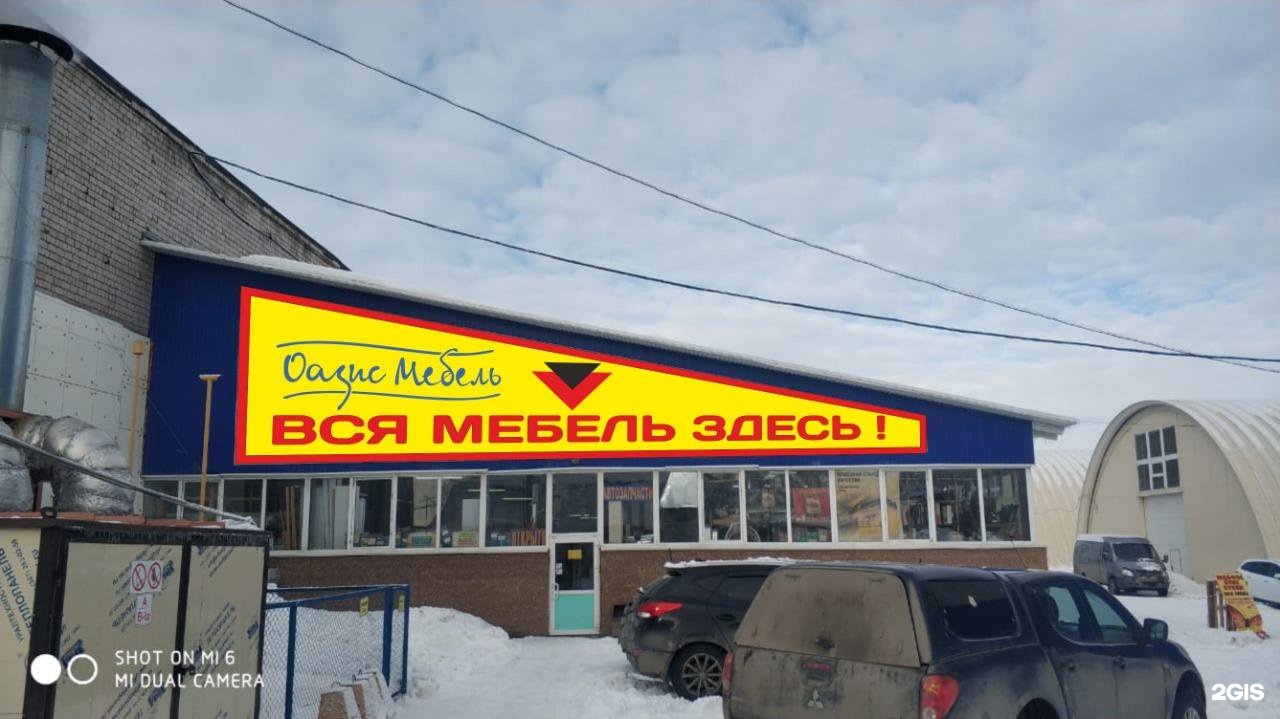 Оазис Мебель
ВСЯ МЕБЕЛЬ ЗДЕСЬ !
АВТОЗАПЧАСТИ
SHOT ON MI 6
MI DUAL CAMERA
2GIS